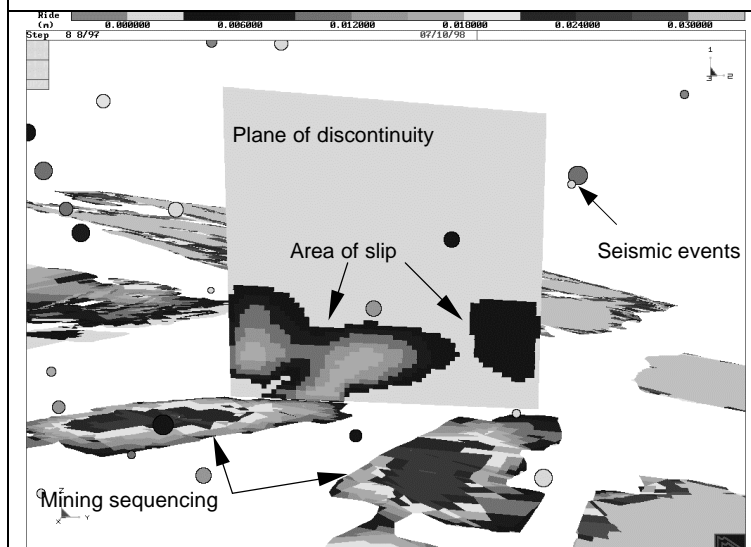 Ride
(m) 0.000000 0.006000 0.012000 0.018000 0.024000 0.030000
Step 8 8/97 07/10/98
1
3 2
Plane of discontinuity
Area of slip
Seismic events
Mining sequencing
Z
X Y